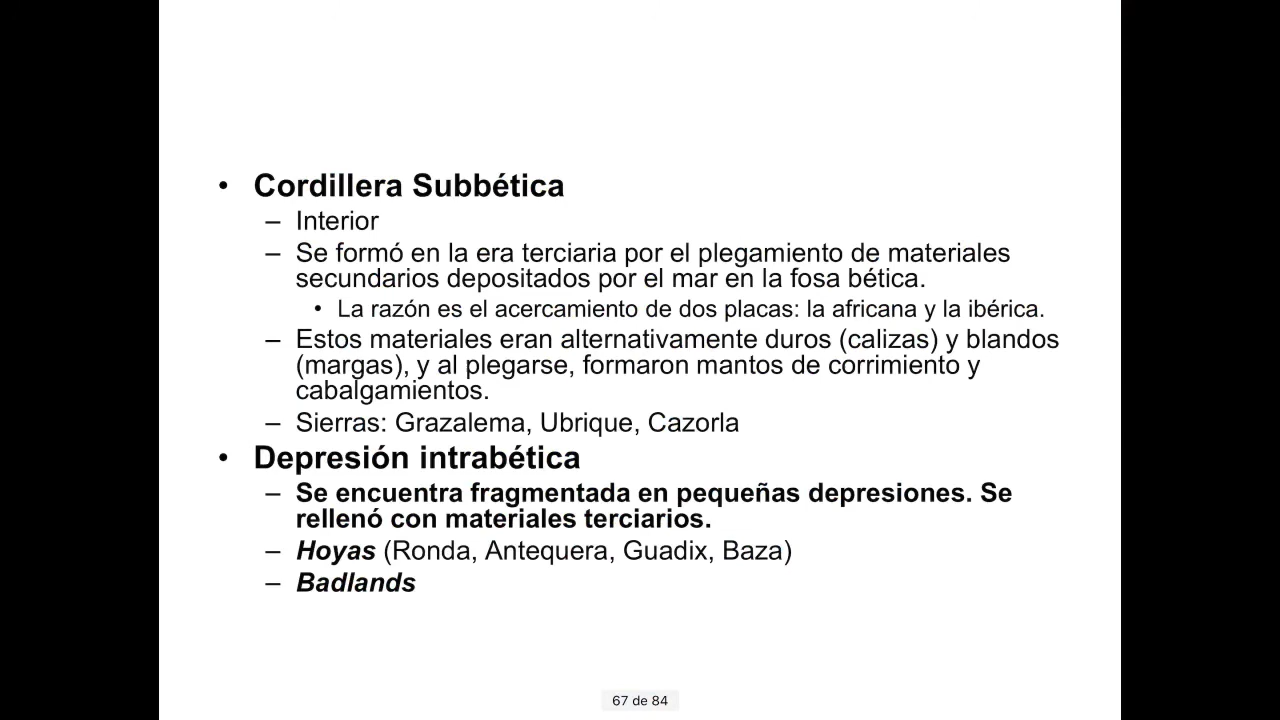 • Cordillera Subbética
– Interior
– Se formó en la era terciaria por el plegamiento de materiales
secundarios depositados por el mar en la fosa bética.
• La razón es el acercamiento de dos placas: la africana y la ibérica.
– Estos materiales eran alternativamente duros (calizas) y blandos
(margas), y al plegarse, formaron mantos de corrimiento y
cabalgamientos.
– Sierras: Grazalema, Ubrique, Cazorla
• Depresión intrabética
– Se encuentra fragmentada en pequeñas depresiones. Se
rellenó con materiales terciarios.
– Hoyas (Ronda, Antequera, Guadix, Baza)
– Badlands
67 de 84